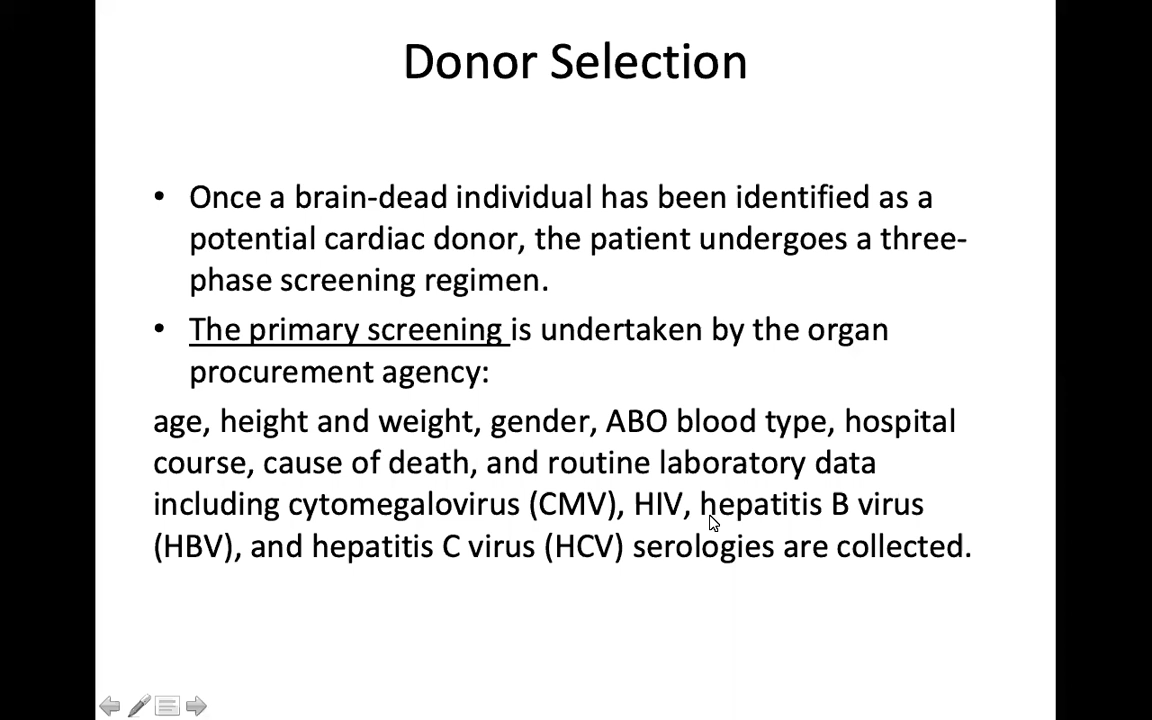 Donor Selection
• Once a brain-dead individual has been identified as a
potential cardiac donor, the patient undergoes a three-
phase screening regimen.
• The primary screening is undertaken by the organ
procurement agency:
age, height and weight, gender, ABO blood type, hospital
course, cause of death, and routine laboratory data
including cytomegalovirus (CMV), HIV, hepatitis B virus
(HBV), and hepatitis C virus (HCV) serologies are collected.